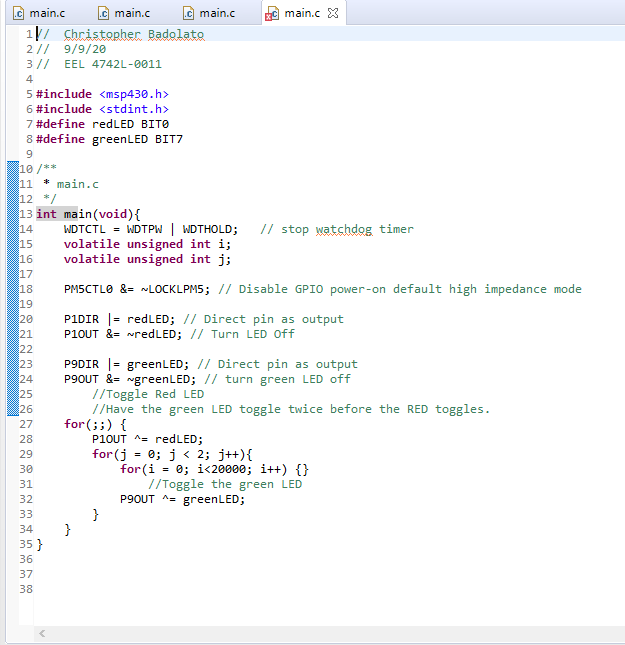 main.c main.c main.c main.c
1 // Christopher Badolato
2 // 9/9/20
3 // EEL 4742L-0011
4
5 #include <msp430.h>
6 #include <stdint.h>
7 #define redLED BIT0
8 #define greenLED BIT7
9
10 /**
11 * main.c
12 */
13 int main(void){
14 WDTCTL = WDTPW | WDTHOLD; // stop watchdog timer
15 volatile unsigned int i;
16 volatile unsigned int j;
17
18 PM5CTL0 &= ~LOCKLPM5; // Disable GPIO power-on default high impedance mode
19
20 P1DIR |= redLED; // Direct pin as output
21 P1OUT &= ~redLED; // Turn LED Off
22
23 P9DIR |= greenLED; // Direct pin as output
24 P9OUT &= ~greenLED; // turn green LED off
25 //Toggle Red LED
26 //Have the green LED toggle twice before the RED toggles.
27 for(;;) {
28 P1OUT ^= redLED;
29 for(j = 0; j < 2; j++){
30 for(i = 0; i<20000; i++) {}
31 //Toggle the green LED
32 P9OUT ^= greenLED;
33 }
34 }
35 }
36
37
38